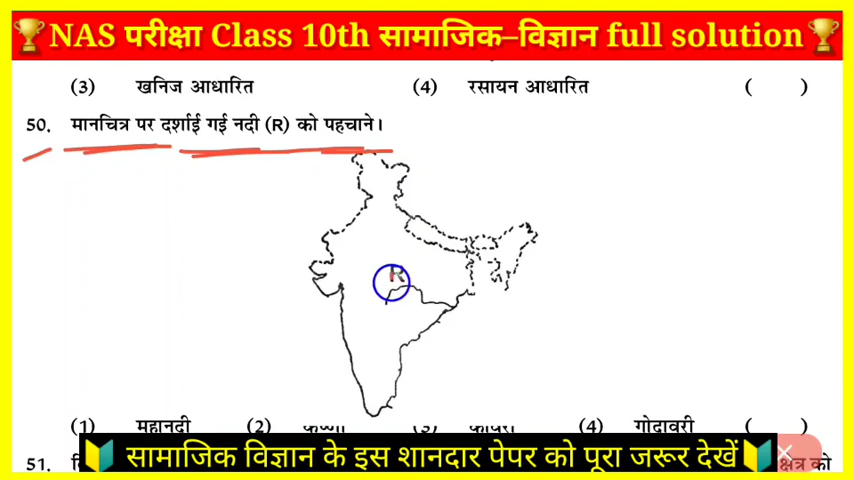 🏆NAS परीक्षा Class 10th सामाजिक–विज्ञान full solution🏆
(3) खनिज आधारित (4) रसायन आधारित ( )
50. मानचित्र पर दर्शाई गई नदी (R) को पहचाने।
R
(1) महानदी (2) कृष्णा (3) कावेरी (4) गोदावरी ( )
🔰 सामाजिक विज्ञान के इस शानदार पेपर को पूरा जरूर देखें🔰
51. क्षेत्र को